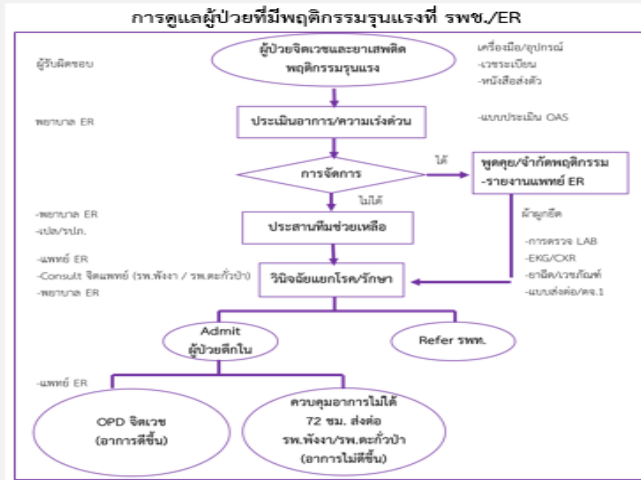 การดูแลผู้ป่วยที่มีพฤติกรรมรุนแรงที่ รพช./ER
ผู้รับผิดชอบ
ผู้ป่วยจิตเวชและยาเสพติด
พฤติกรรมรุนแรง
เครื่องมือ/อุปกรณ์
-เวชระเบียน
-หนังสือส่งตัว
พยาบาล ER
ประเมินอาการ/ความเร่งด่วน
-แบบประเมิน OAS
การจัดการ
ได้
พูดคุย/จำกัดพฤติกรรม
-รายงานแพทย์ ER
ไม่ได้
-พยาบาล ER
-เปล/รปภ.
ประสานทีมช่วยเหลือ
ผ้าผูกยึด
-การตรวจ LAB
-EKG/CXR
-ยาฉีด/เวชภัณฑ์
-แบบส่งต่อ/ตจ.1
-แพทย์ ER
-Consult จิตแพทย์ (รพ.พังงา / รพ.ตะกั่วป่า)
-พยาบาล ER
วินิจฉัยแยกโรค/รักษา
Admit
ผู้ป่วยตึกใน
Refer รพท.
-แพทย์ ER
OPD จิตเวช
(อาการดีขึ้น)
ควบคุมอาการไม่ได้
72 ชม. ส่งต่อ
รพ.พังงา/รพ.ตะกั่วป่า
(อาการไม่ดีขึ้น)